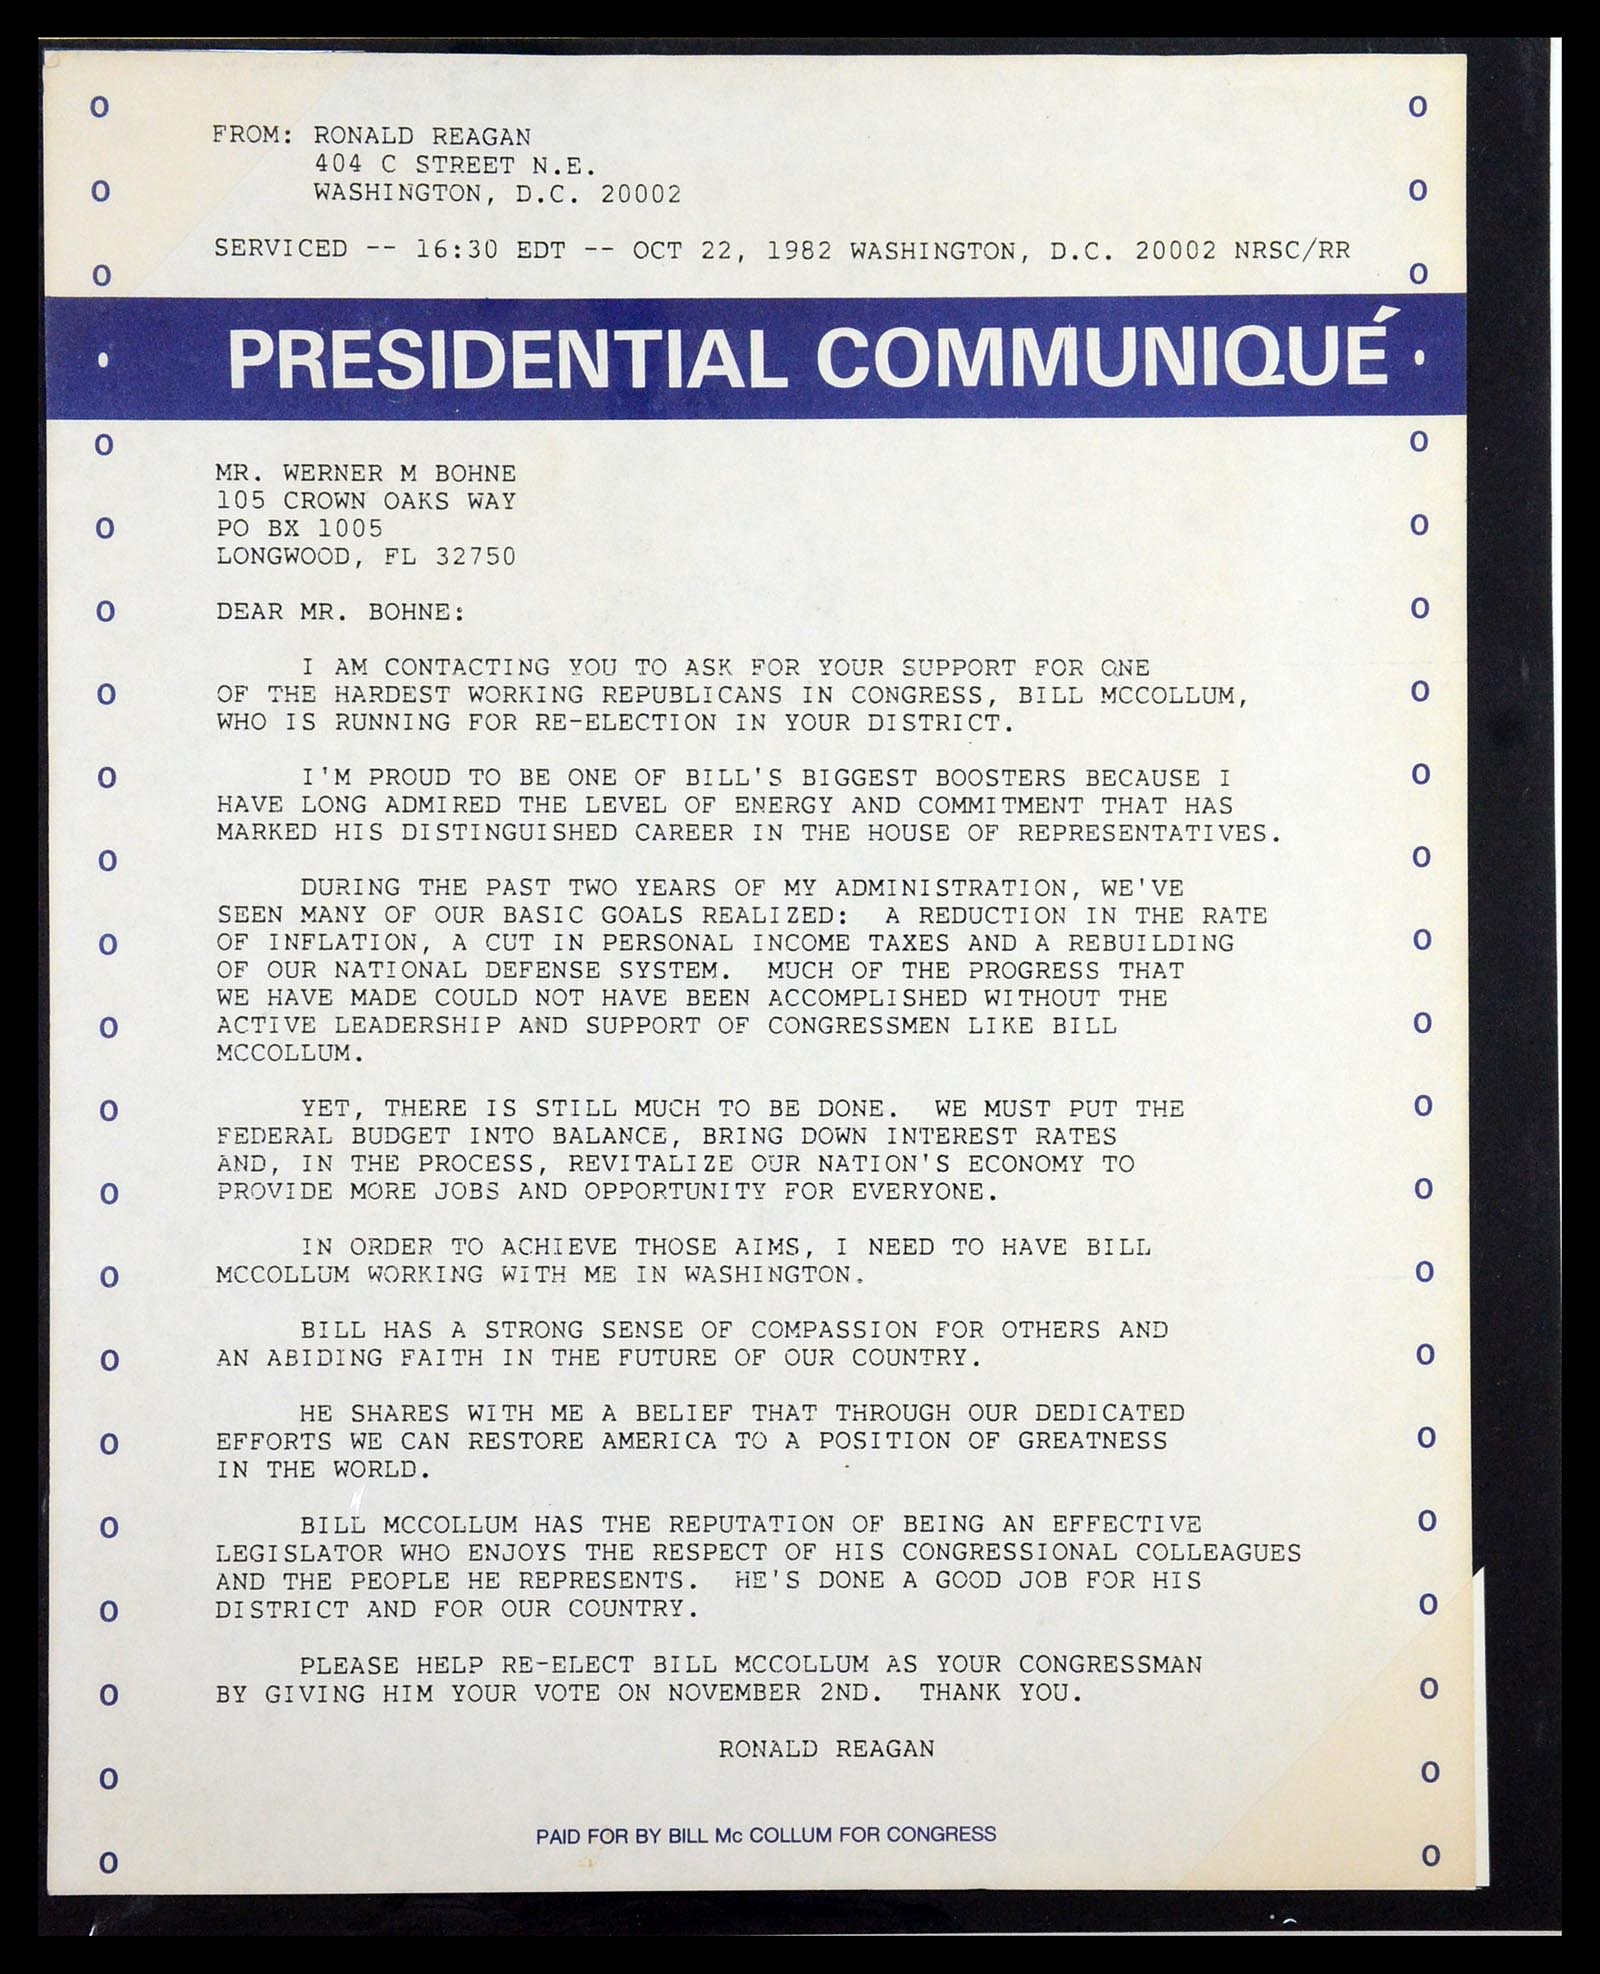 FROM: RONALD REAGAN
404 C STREET N.E.
WASHINGTON, D.C. 20002
SERVICED -- 16:30 EDT -- OCT 22, 1982 WASHINGTON, D.C. 20002 NRSC/RR
PRESIDENTIAL COMMUNIQUÉ
MR. WERNER M BOHNE
105 CROWN OAKS WAY
PO BX 1005
LONGWOOD, FL 32750
DEAR MR. BOHNE:
I AM CONTACTING YOU TO ASK FOR YOUR SUPPORT FOR ONE
OF THE HARDEST WORKING REPUBLICANS IN CONGRESS, BILL MCCOLLUM,
WHO IS RUNNING FOR RE-ELECTION IN YOUR DISTRICT.
I'M PROUD TO BE ONE OF BILL'S BIGGEST BOOSTERS BECAUSE I
HAVE LONG ADMIRED THE LEVEL OF ENERGY AND COMMITMENT THAT HAS
MARKED HIS DISTINGUISHED CAREER IN THE HOUSE OF REPRESENTATIVES.
DURING THE PAST TWO YEARS OF MY ADMINISTRATION, WE'VE
SEEN MANY OF OUR BASIC GOALS REALIZED:  A REDUCTION IN THE RATE
OF INFLATION, A CUT IN PERSONAL INCOME TAXES AND A REBUILDING
OF OUR NATIONAL DEFENSE SYSTEM.  MUCH OF THE PROGRESS THAT
WE HAVE MADE COULD NOT HAVE BEEN ACCOMPLISHED WITHOUT THE
ACTIVE LEADERSHIP AND SUPPORT OF CONGRESSMEN LIKE BILL
MCCOLLUM.
YET, THERE IS STILL MUCH TO BE DONE.  WE MUST PUT THE
FEDERAL BUDGET INTO BALANCE, BRING DOWN INTEREST RATES
AND, IN THE PROCESS, REVITALIZE OUR NATION'S ECONOMY TO
PROVIDE MORE JOBS AND OPPORTUNITY FOR EVERYONE.
IN ORDER TO ACHIEVE THOSE AIMS, I NEED TO HAVE BILL
MCCOLLUM WORKING WITH ME IN WASHINGTON.
BILL HAS A STRONG SENSE OF COMPASSION FOR OTHERS AND
AN ABIDING FAITH IN THE FUTURE OF OUR COUNTRY.
HE SHARES WITH ME A BELIEF THAT THROUGH OUR DEDICATED
EFFORTS WE CAN RESTORE AMERICA TO A POSITION OF GREATNESS
IN THE WORLD.
BILL MCCOLLUM HAS THE REPUTATION OF BEING AN EFFECTIVE
LEGISLATOR WHO ENJOYS THE RESPECT OF HIS CONGRESSIONAL COLLEAGUES
AND THE PEOPLE HE REPRESENTS.  HE'S DONE A GOOD JOB FOR HIS
DISTRICT AND FOR OUR COUNTRY.
PLEASE HELP RE-ELECT BILL MCCOLLUM AS YOUR CONGRESSMAN
BY GIVING HIM YOUR VOTE ON NOVEMBER 2ND.  THANK YOU.
RONALD REAGAN
PAID FOR BY BILL Mc COLLUM FOR CONGRESS